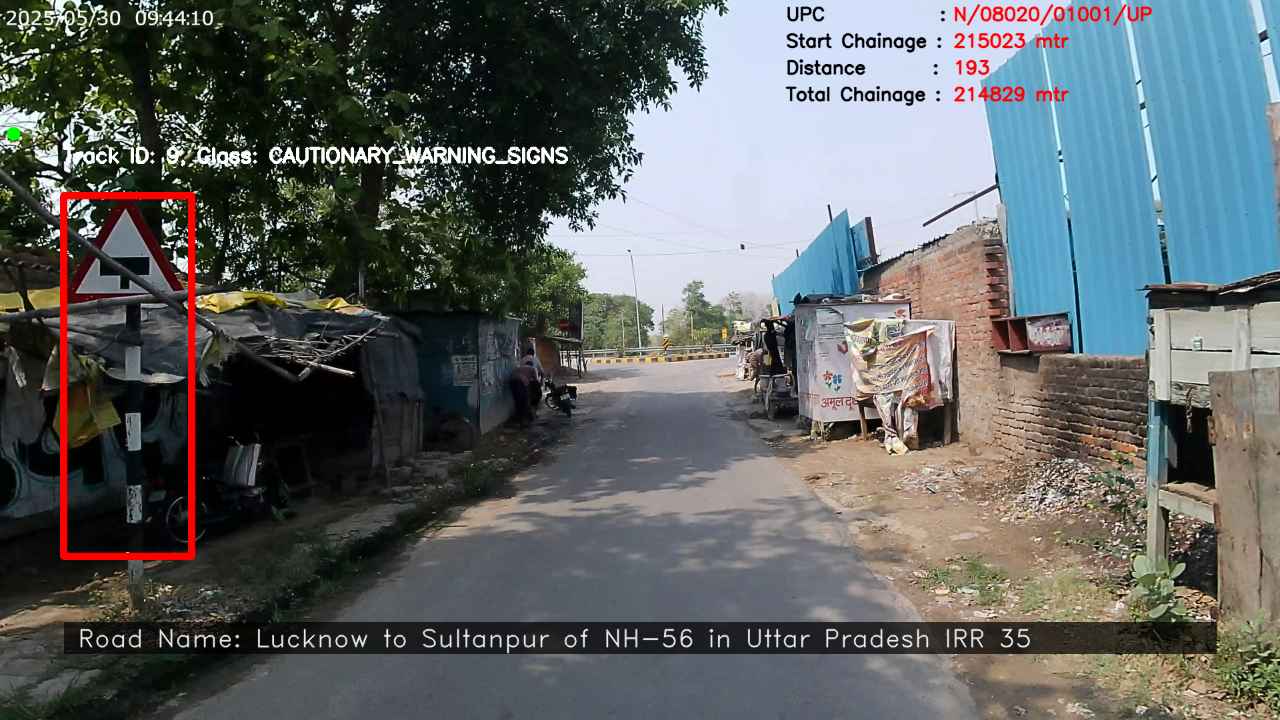 2025/05/30 09:44:10
UPC : N/08020/01001/UP
Start Chainage : 215023 mtr
Distance : 193
Total Chainage : 214829 mtr
Track ID: 9, Class: CAUTIONARY_WARNING_SIGNS
अमूल दूध
Road Name: Lucknow to Sultanpur of NH-56 in Uttar Pradesh IRR 35